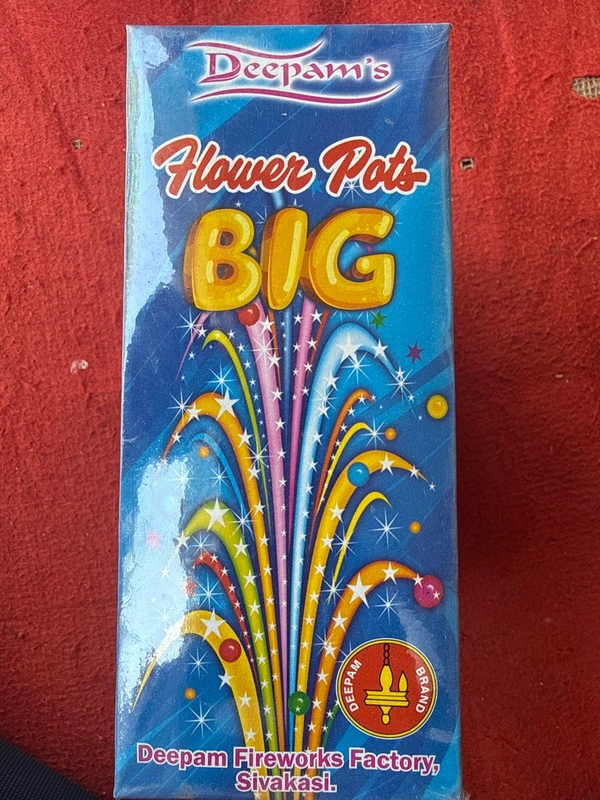 Deepam's
Flower Pots
BIG
DEEPAM BRAND
Deepam Fireworks Factory,
Sivakasi.